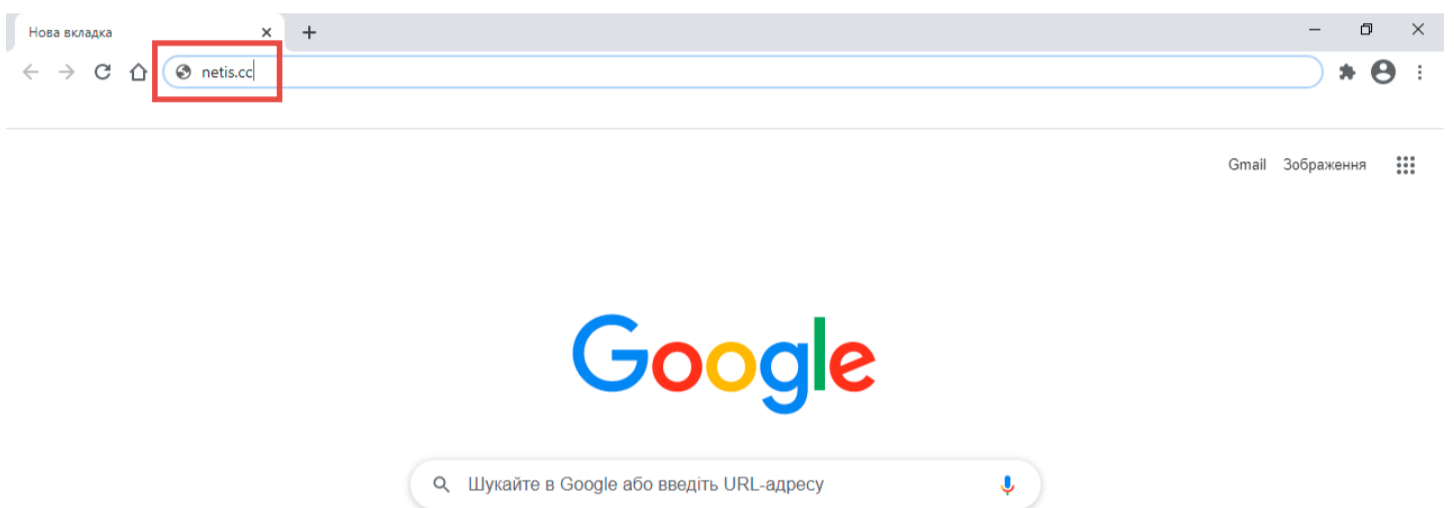 Нова вкладка
netis.cc
Gmail Зображення
Google
Шукайте в Google або введіть URL-адресу